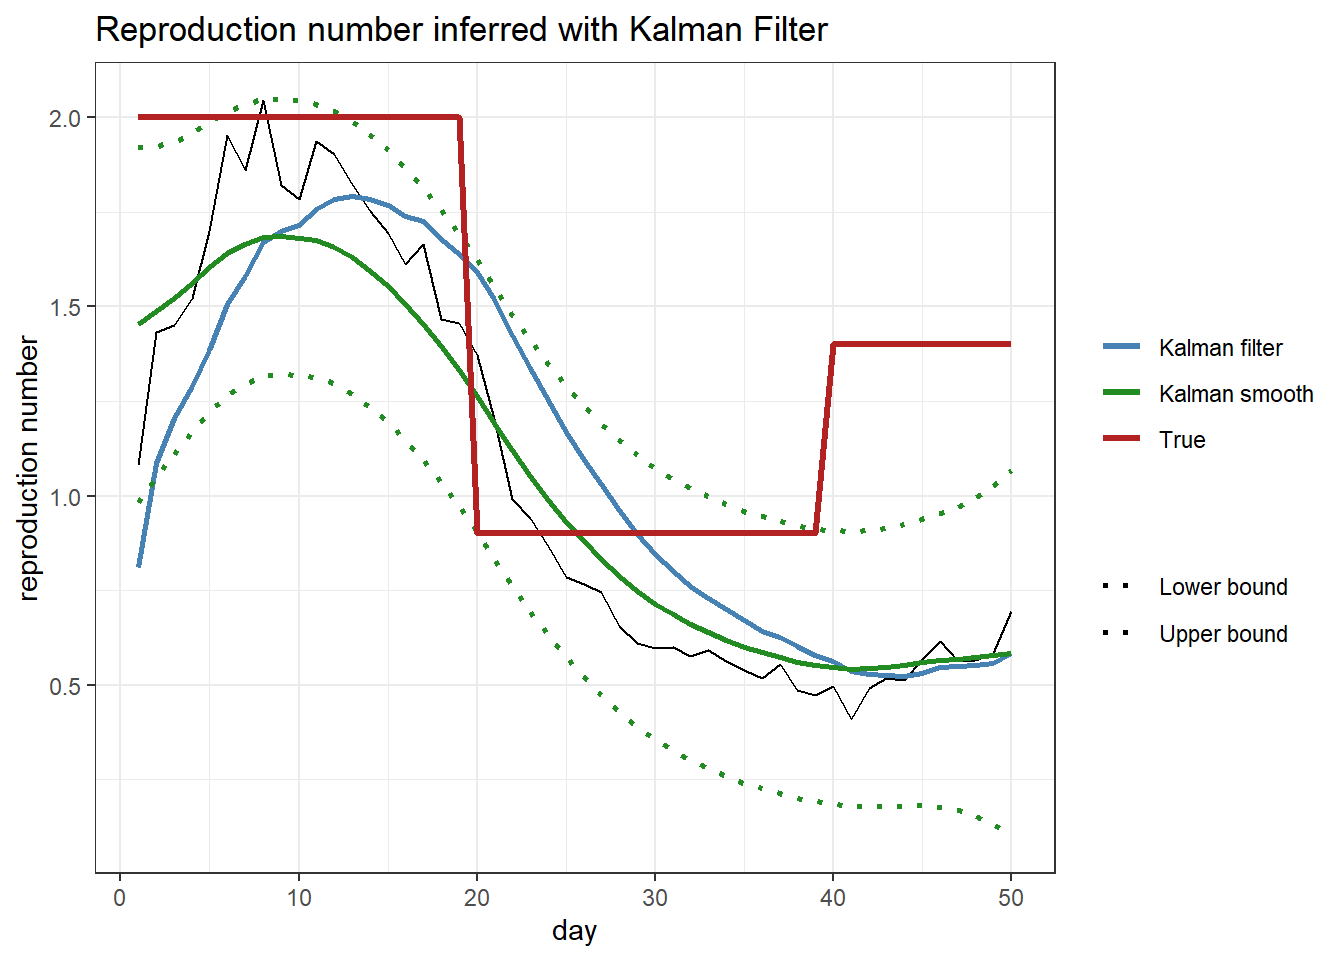 Reproduction number inferred with Kalman Filter
reproduction number
2.0
1.5
1.0
0.5
0
10
20
30
40
50
day
Kalman filter
Kalman smooth
True
Lower bound
Upper bound